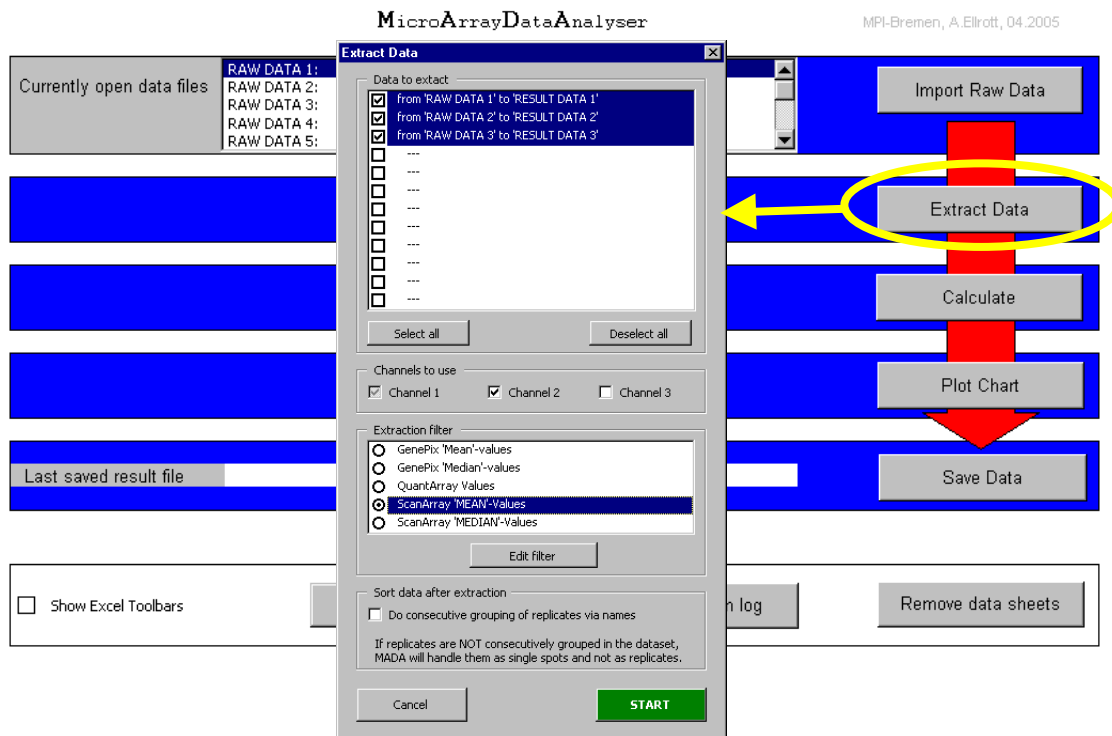 MicroArrayDataAnalyser
MPI-Bremen, A.Ellrott, 04.2005
Currently open data files
RAW DATA 1:
RAW DATA 2:
RAW DATA 3:
RAW DATA 4:
RAW DATA 5:
Import Raw Data
Extract Data
Calculate
Plot Chart
Last saved result file
Save Data
Show Excel Toolbars
log
Remove data sheets
Extract Data
Data to extact
from 'RAW DATA 1' to 'RESULT DATA 1'
from 'RAW DATA 2' to 'RESULT DATA 2'
from 'RAW DATA 3' to 'RESULT DATA 3'
---
---
---
---
---
---
---
---
---
Select all
Deselect all
Channels to use
Channel 1
Channel 2
Channel 3
Extraction filter
GenePix 'Mean'-values
GenePix 'Median'-values
QuantArray Values
ScanArray 'MEAN'-Values
ScanArray 'MEDIAN'-Values
Edit filter
Sort data after extraction
Do consecutive grouping of replicates via names
If replicates are NOT consecutively grouped in the dataset,
MADA will handle them as single spots and not as replicates.
Cancel
START